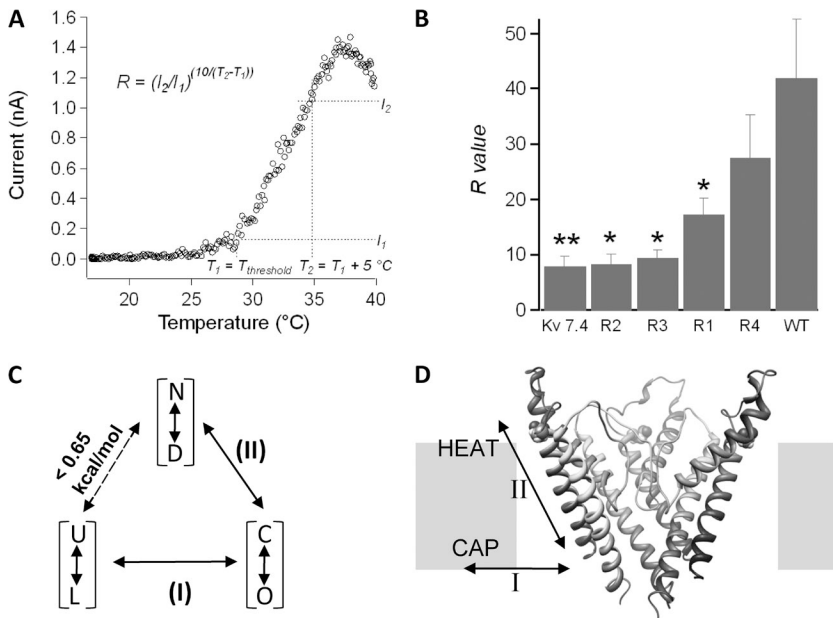 A
1.6
1.4
1.2
1.0
0.8
0.6
0.4
0.2
0.0
Current (nA)
R = (I2/I1)^(10/(T2-T1))
I2
I1
T1 = Tthreshold
T2 = T1 + 5 °C
20
25
30
35
40
Temperature (°C)
B
50
40
30
20
10
0
R value
**
*
*
*
Kv 7.4
R2
R3
R1
R4
WT
C
N
D
< 0.65
kcal/mol
(II)
U
L
C
O
(I)
D
HEAT
II
CAP
I